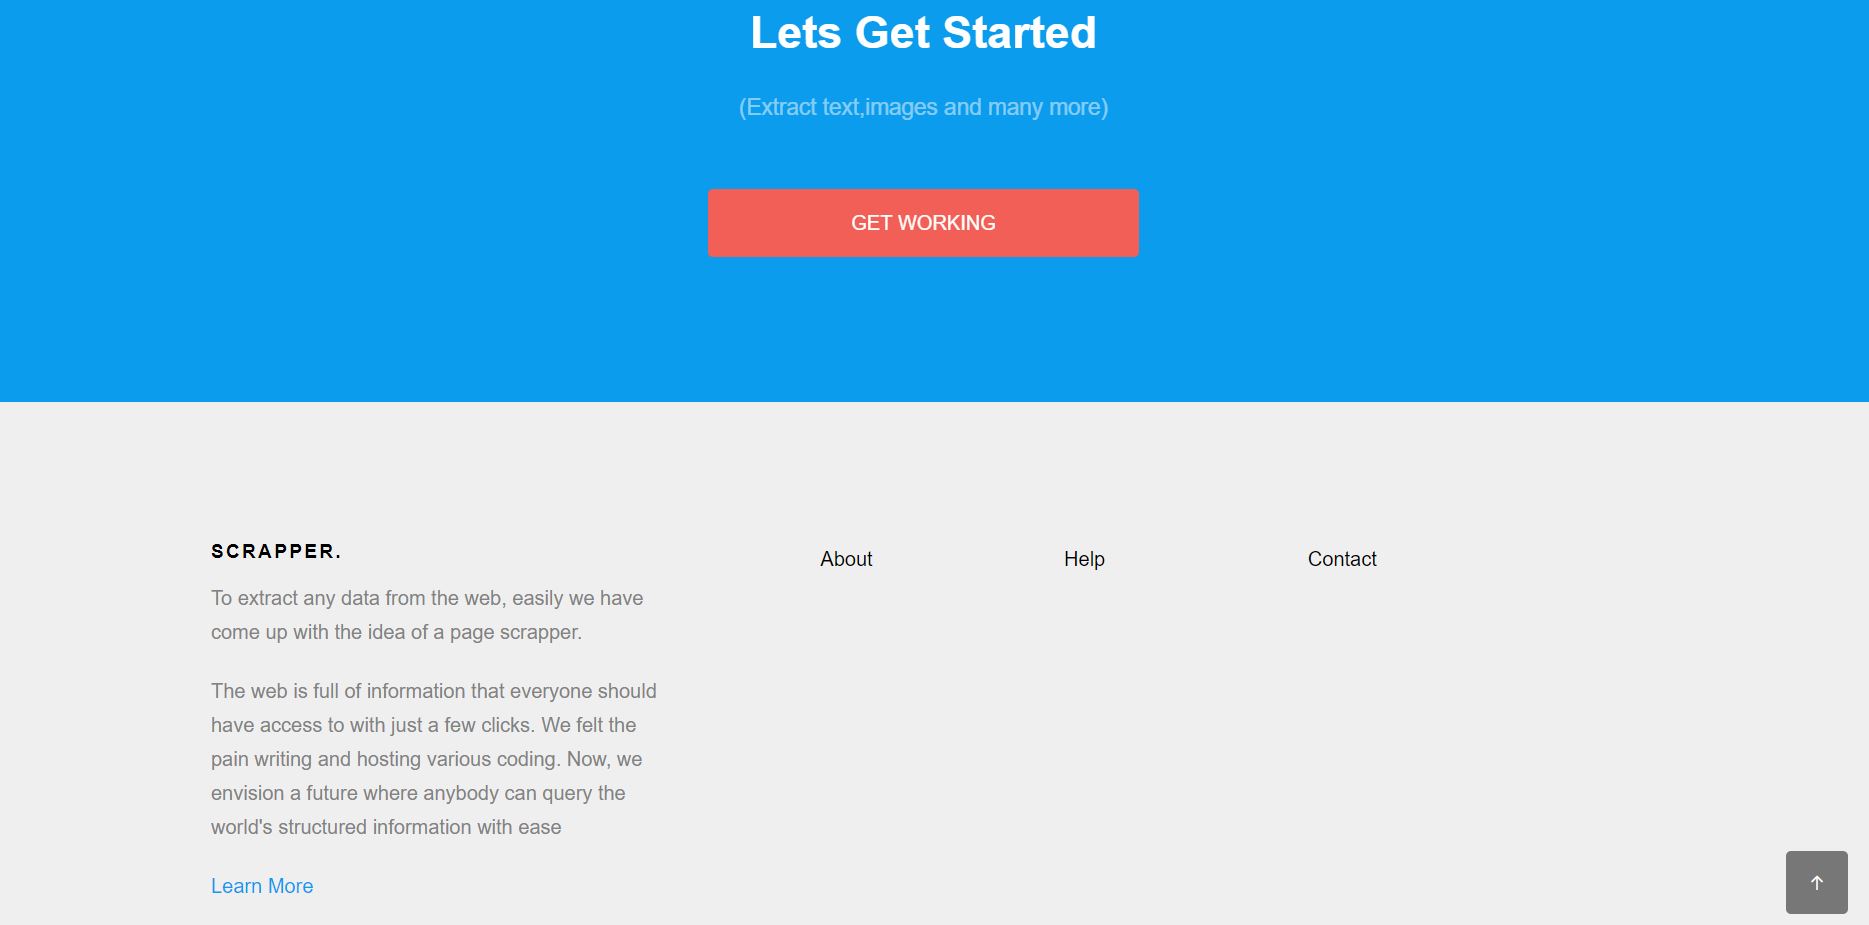 Lets Get Started
(Extract text,images and many more)
GET WORKING
SCRAPPER.
To extract any data from the web, easily we have
come up with the idea of a page scrapper.
The web is full of information that everyone should
have access to with just a few clicks. We felt the
pain writing and hosting various coding. Now, we
envision a future where anybody can query the
world's structured information with ease
Learn More
About
Help
Contact